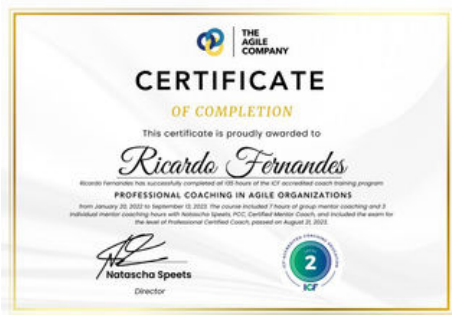 THE
AGILE
COMPANY
CERTIFICATE
OF COMPLETION
This certificate is proudly awarded to
Ricardo Fernandes
Ricardo Fernandes has successfully completed all 135 hours of the ICF accredited coach training program
PROFESSIONAL COACHING IN AGILE ORGANIZATIONS
from January 20, 2022 to September 13, 2023. The course included 7 hours of group mentor coaching and 3
individual mentor coaching hours with Natascha Speets, PCC, Certified Mentor Coach, and included the exam for
the level of Professional Certified Coach, passed on August 21, 2023.
Natascha Speets
Director
2
ICF